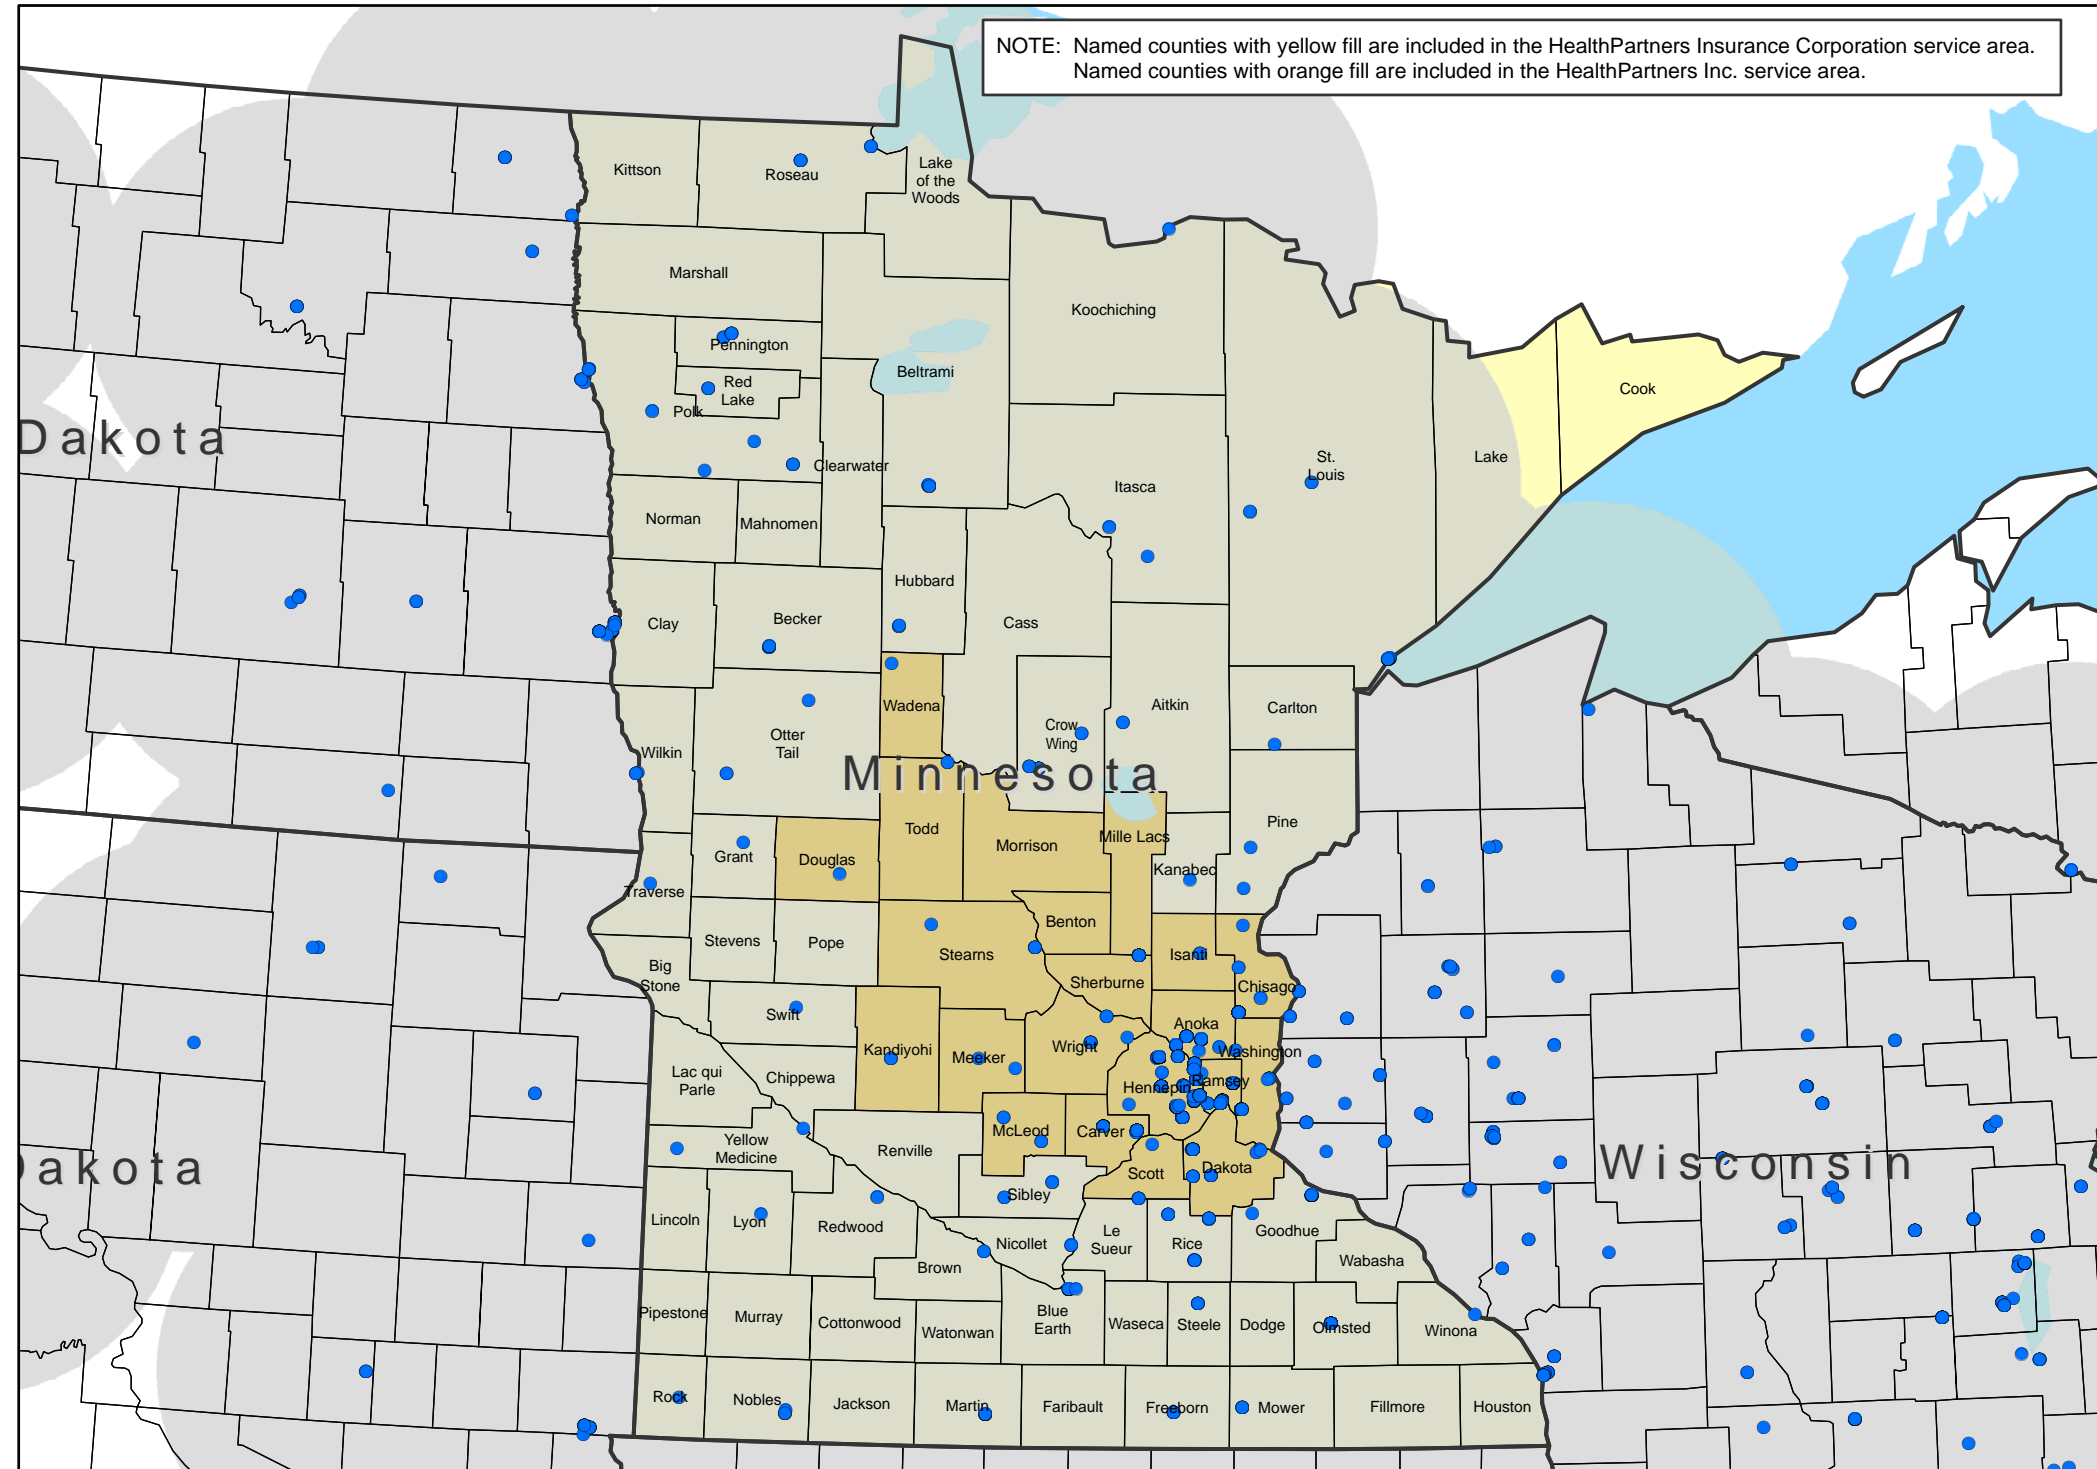 NOTE: Named counties with yellow fill are included in the HealthPartners Insurance Corporation service area.
Named counties with orange fill are included in the HealthPartners Inc. service area.
Kittson
Roseau
Lake
of the
Woods
Marshall
Koochiching
Pennington
Red
Lake
Polk
Beltrami
Cook
Dakota
Clearwater
St.
Louis
Lake
Itasca
Norman
Mahnomen
Hubbard
Clay
Becker
Cass
Wadena
Aitkin
Carlton
Crow
Wing
Otter
Tail
Wilkin
Minnesota
Todd
Morrison
Mille Lacs
Pine
Grant
Douglas
Kanabec
Traverse
Benton
Stevens
Pope
Stearns
Isanti
Big
Stone
Sherburne
Chisago
Swift
Anoka
Kandiyohi
Meeker
Wright
Washington
Lac qui
Parle
Chippewa
Hennepin
Ramsey
McLeod
Carver
Yellow
Medicine
Renville
Dakota
Scott
Dakota
Wisconsin
Sibley
Lincoln
Lyon
Redwood
Nicollet
Le
Sueur
Rice
Goodhue
Brown
Wabasha
Pipestone
Murray
Cottonwood
Watonwan
Blue
Earth
Waseca
Steele
Dodge
Olmsted
Winona
Rock
Nobles
Jackson
Martin
Faribault
Freeborn
Mower
Fillmore
Houston